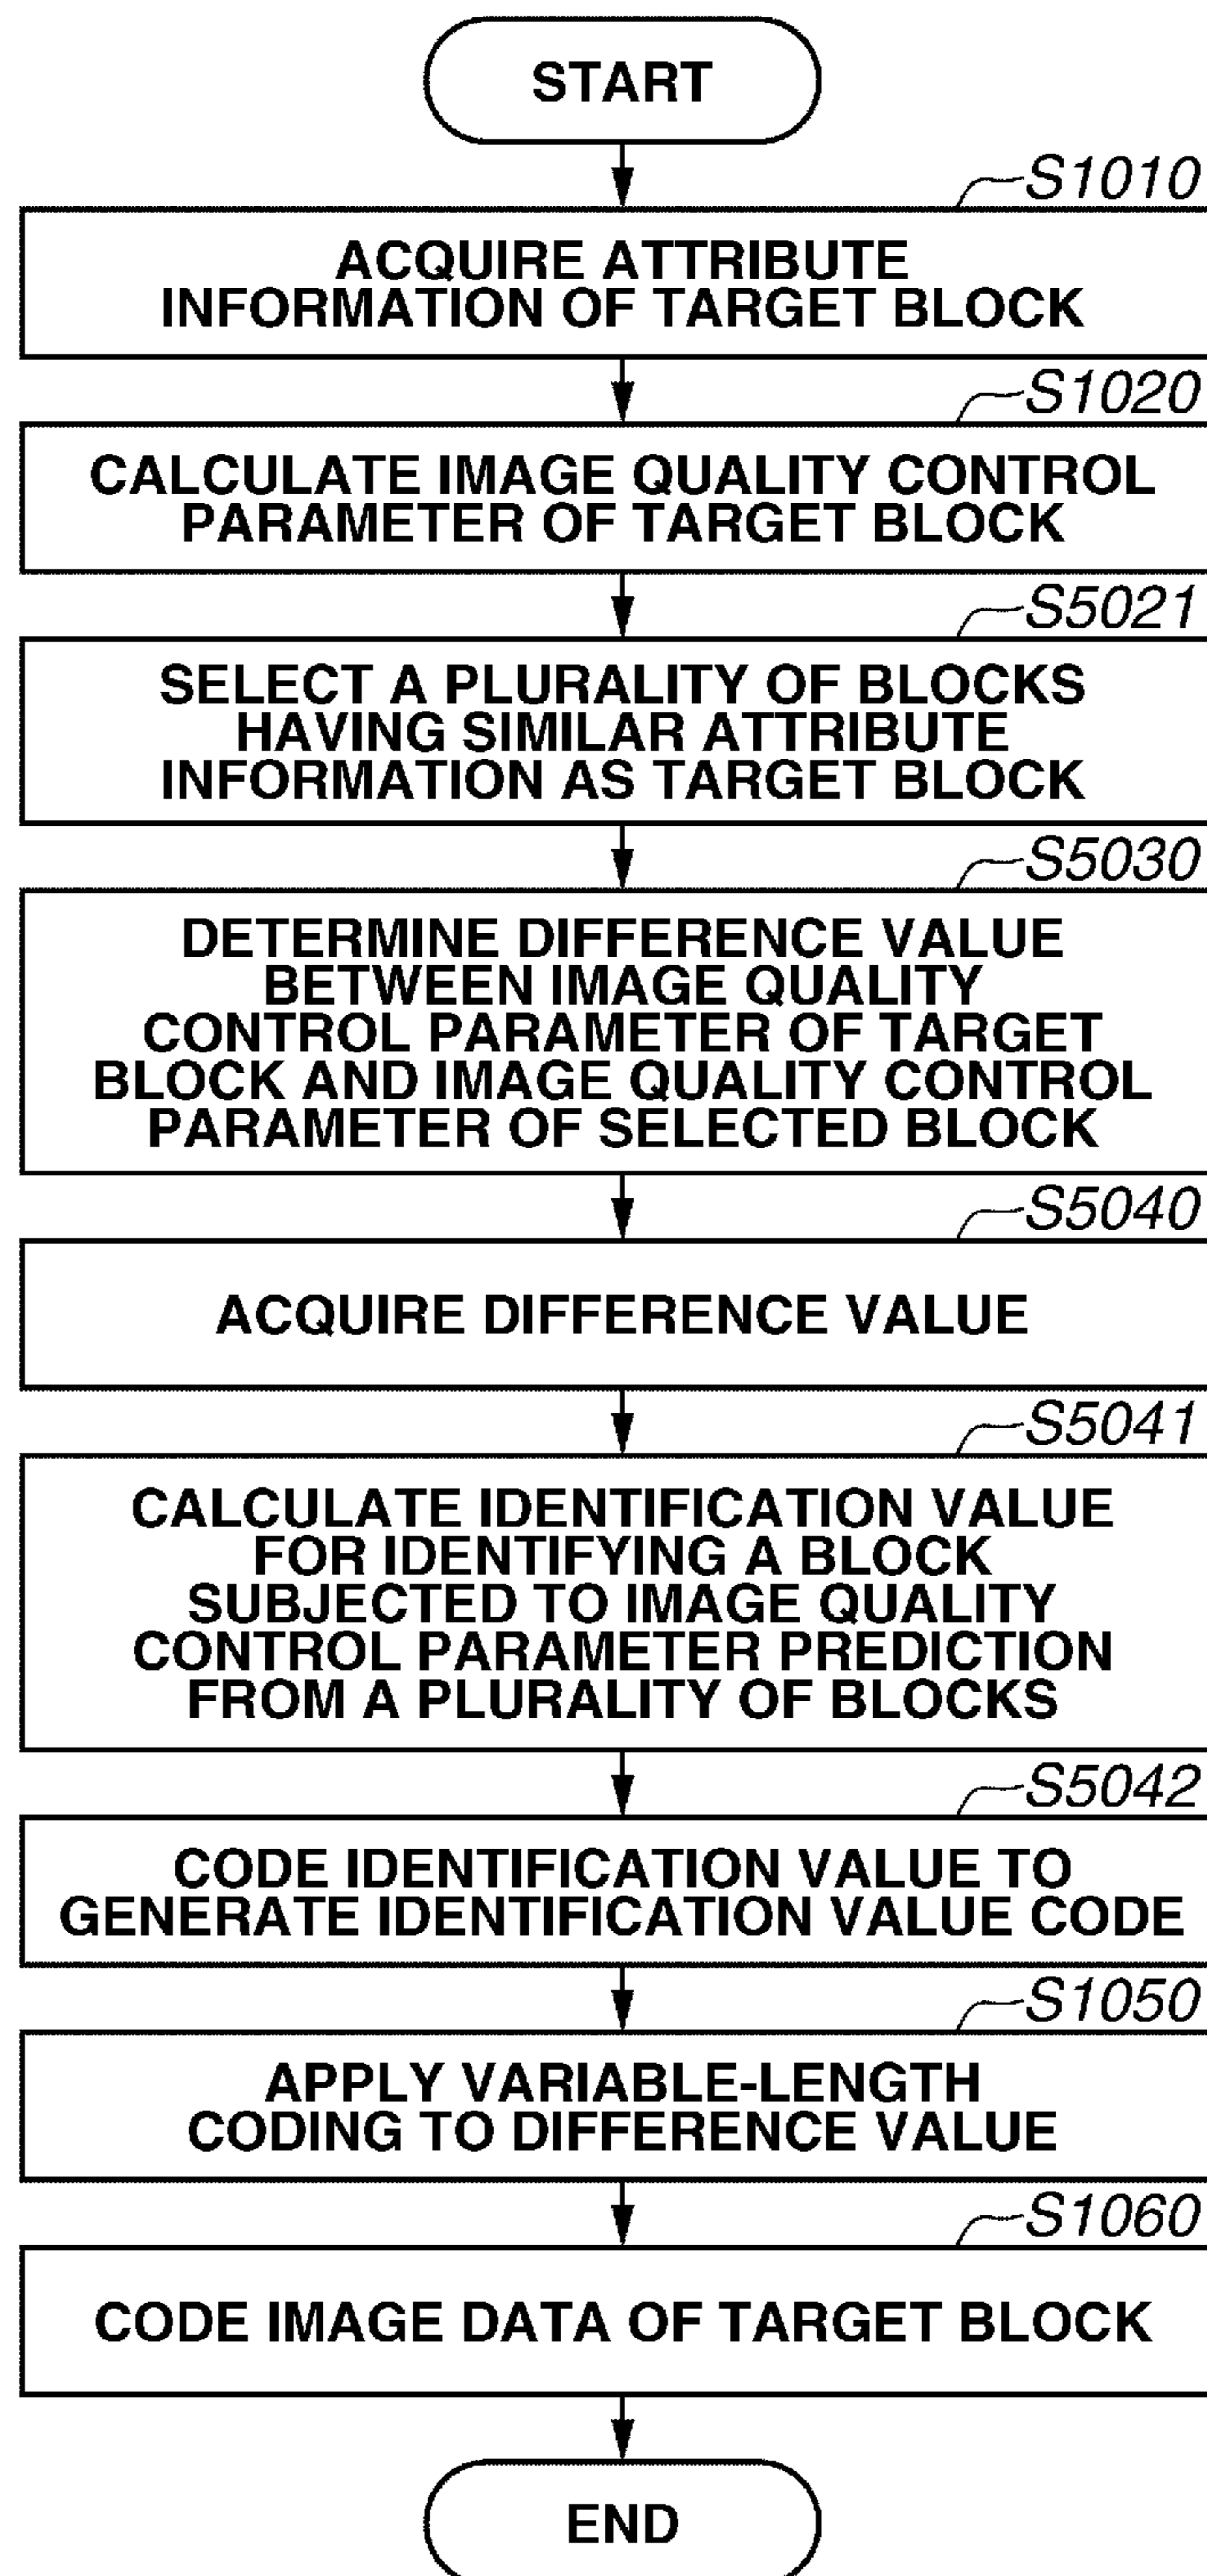 START
S1010
ACQUIRE ATTRIBUTE
INFORMATION OF TARGET BLOCK
S1020
CALCULATE IMAGE QUALITY CONTROL
PARAMETER OF TARGET BLOCK
S5021
SELECT A PLURALITY OF BLOCKS
HAVING SIMILAR ATTRIBUTE
INFORMATION AS TARGET BLOCK
S5030
DETERMINE DIFFERENCE VALUE
BETWEEN IMAGE QUALITY
CONTROL PARAMETER OF TARGET
BLOCK AND IMAGE QUALITY CONTROL
PARAMETER OF SELECTED BLOCK
S5040
ACQUIRE DIFFERENCE VALUE
S5041
CALCULATE IDENTIFICATION VALUE
FOR IDENTIFYING A BLOCK
SUBJECTED TO IMAGE QUALITY
CONTROL PARAMETER PREDICTION
FROM A PLURALITY OF BLOCKS
S5042
CODE IDENTIFICATION VALUE TO
GENERATE IDENTIFICATION VALUE CODE
S1050
APPLY VARIABLE-LENGTH
CODING TO DIFFERENCE VALUE
S1060
CODE IMAGE DATA OF TARGET BLOCK
END